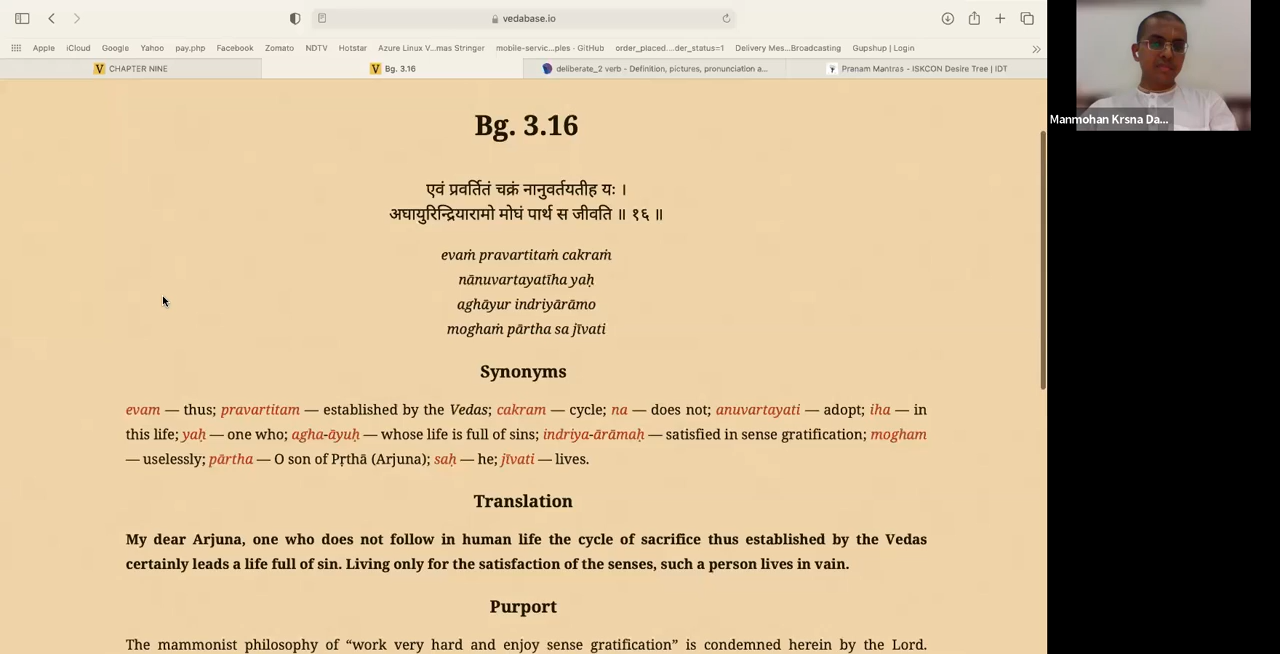 vedabase.io
Apple iCloud Google Yahoo pay.php Facebook Zomato NDTV Hotstar Azure Linux V...mas Stringer mobile-servic...ples · GitHub order_placed....der_status=1 Delivery Mes...Broadcasting Gupshup | Login
CHAPTER NINE Bg. 3.16 deliberate_2 verb - Definition, pictures, pronunciation a... Pranam Mantras - ISKCON Desire Tree | IDT
Manmohan Krsna Da...
Bg. 3.16
एवं प्रवर्तितं चक्रं नानुवर्तयतीह यः ।
अघायुरिन्द्रियारामो मोघं पार्थ स जीवति ॥ १६ ॥
evaṁ pravartitaṁ cakraṁ
nānuvartayatīha yaḥ
aghāyur indriyārāmo
moghaṁ pārtha sa jīvati
Synonyms
evam — thus; pravartitam — established by the Vedas; cakram — cycle; na — does not; anuvartayati — adopt; iha — in
this life; yaḥ — one who; agha-āyuḥ — whose life is full of sins; indriya-ārāmaḥ — satisfied in sense gratification; mogham
— uselessly; pārtha — O son of Pṛthā (Arjuna); saḥ — he; jīvati — lives.
Translation
My dear Arjuna, one who does not follow in human life the cycle of sacrifice thus established by the Vedas
certainly leads a life full of sin. Living only for the satisfaction of the senses, such a person lives in vain.
Purport
The mammonist philosophy of “work very hard and enjoy sense gratification” is condemned herein by the Lord.